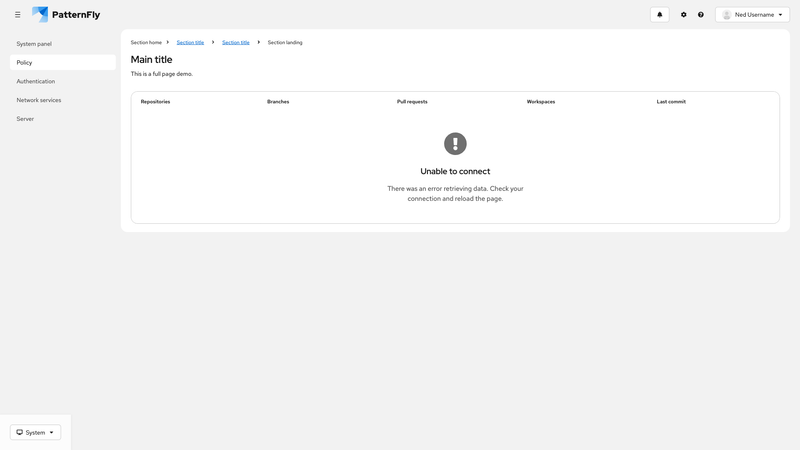 PatternFly
Ned Username
System panel
Policy
Authentication
Network services
Server
Section home
Section title
Section title
Section landing
Main title
This is a full page demo.
Repositories
Branches
Pull requests
Workspaces
Last commit
Unable to connect
There was an error retrieving data. Check your
connection and reload the page.
System